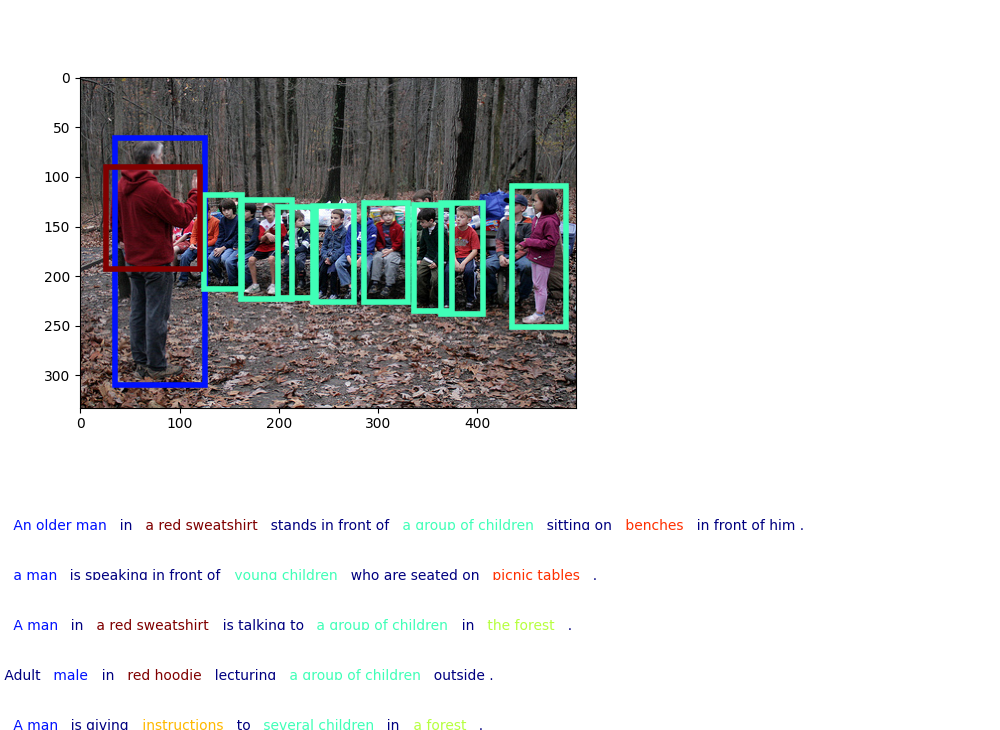 0
50
100
150
200
250
300
0 100 200 300 400
An older man in a red sweatshirt stands in front of a group of children sitting on benches in front of him .
a man is speaking in front of young children who are seated on picnic tables .
A man in a red sweatshirt is talking to a group of children in the forest .
Adult male in red hoodie lecturing a group of children outside .
A man is giving instructions to several children in a forest .